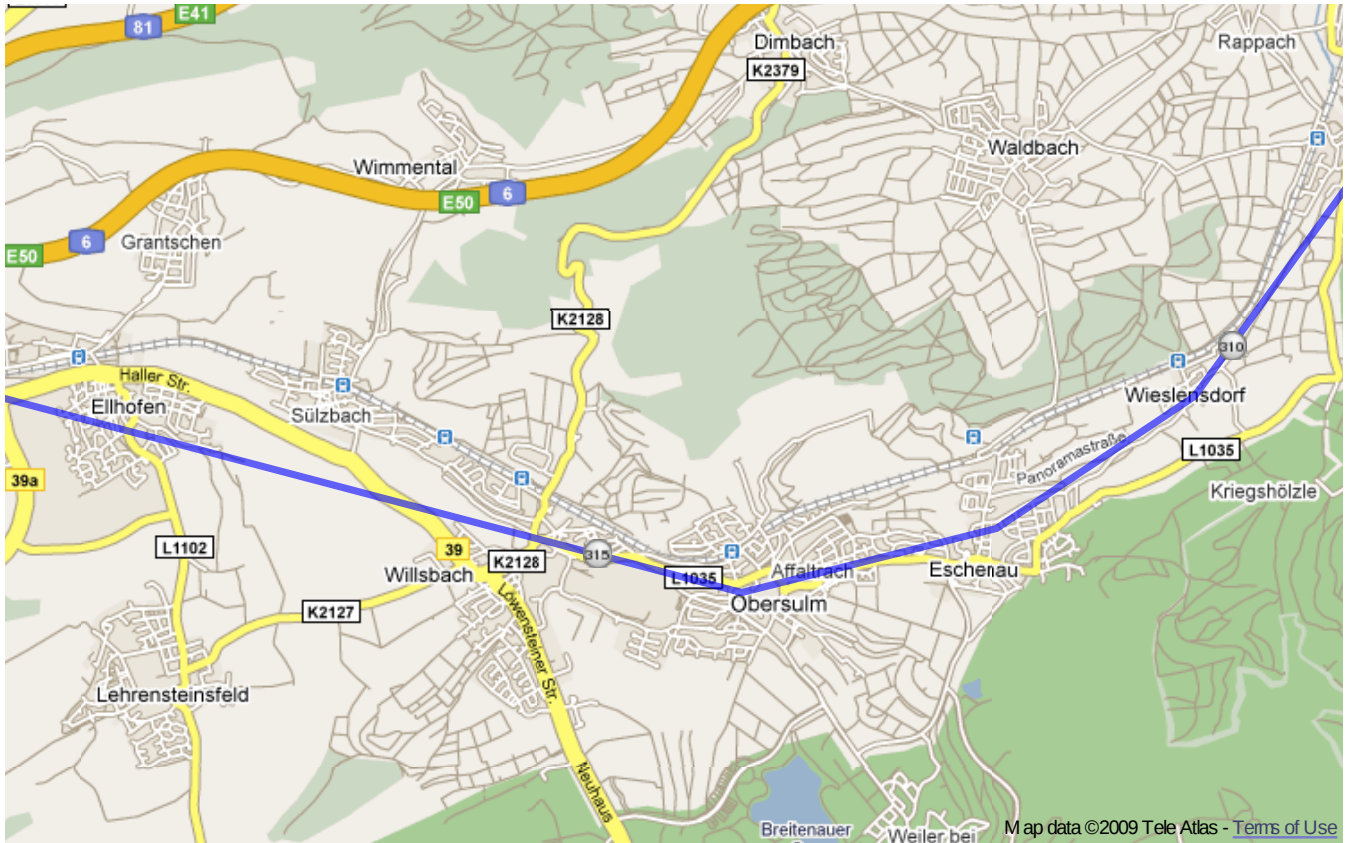 E41
81
Dimbach
Rappach
K2379
Waldbach
Wimmental
6
E50
6
Grantschen
E50
K2128
310
Haller Str.
Wieslensdorf
Ellhofen
Sülzbach
Panoramastraße
L1035
39a
Kriegshölzle
L1102
39
315
K2128
Willsbach
L1035
Affaltrach
Eschenau
Obersulm
K2127
Löwensteiner Str.
Lehrensteinsfeld
Neuhaus
Breitenauer
Weiler bei
Map data ©2009 Tele Atlas - Terms of Use